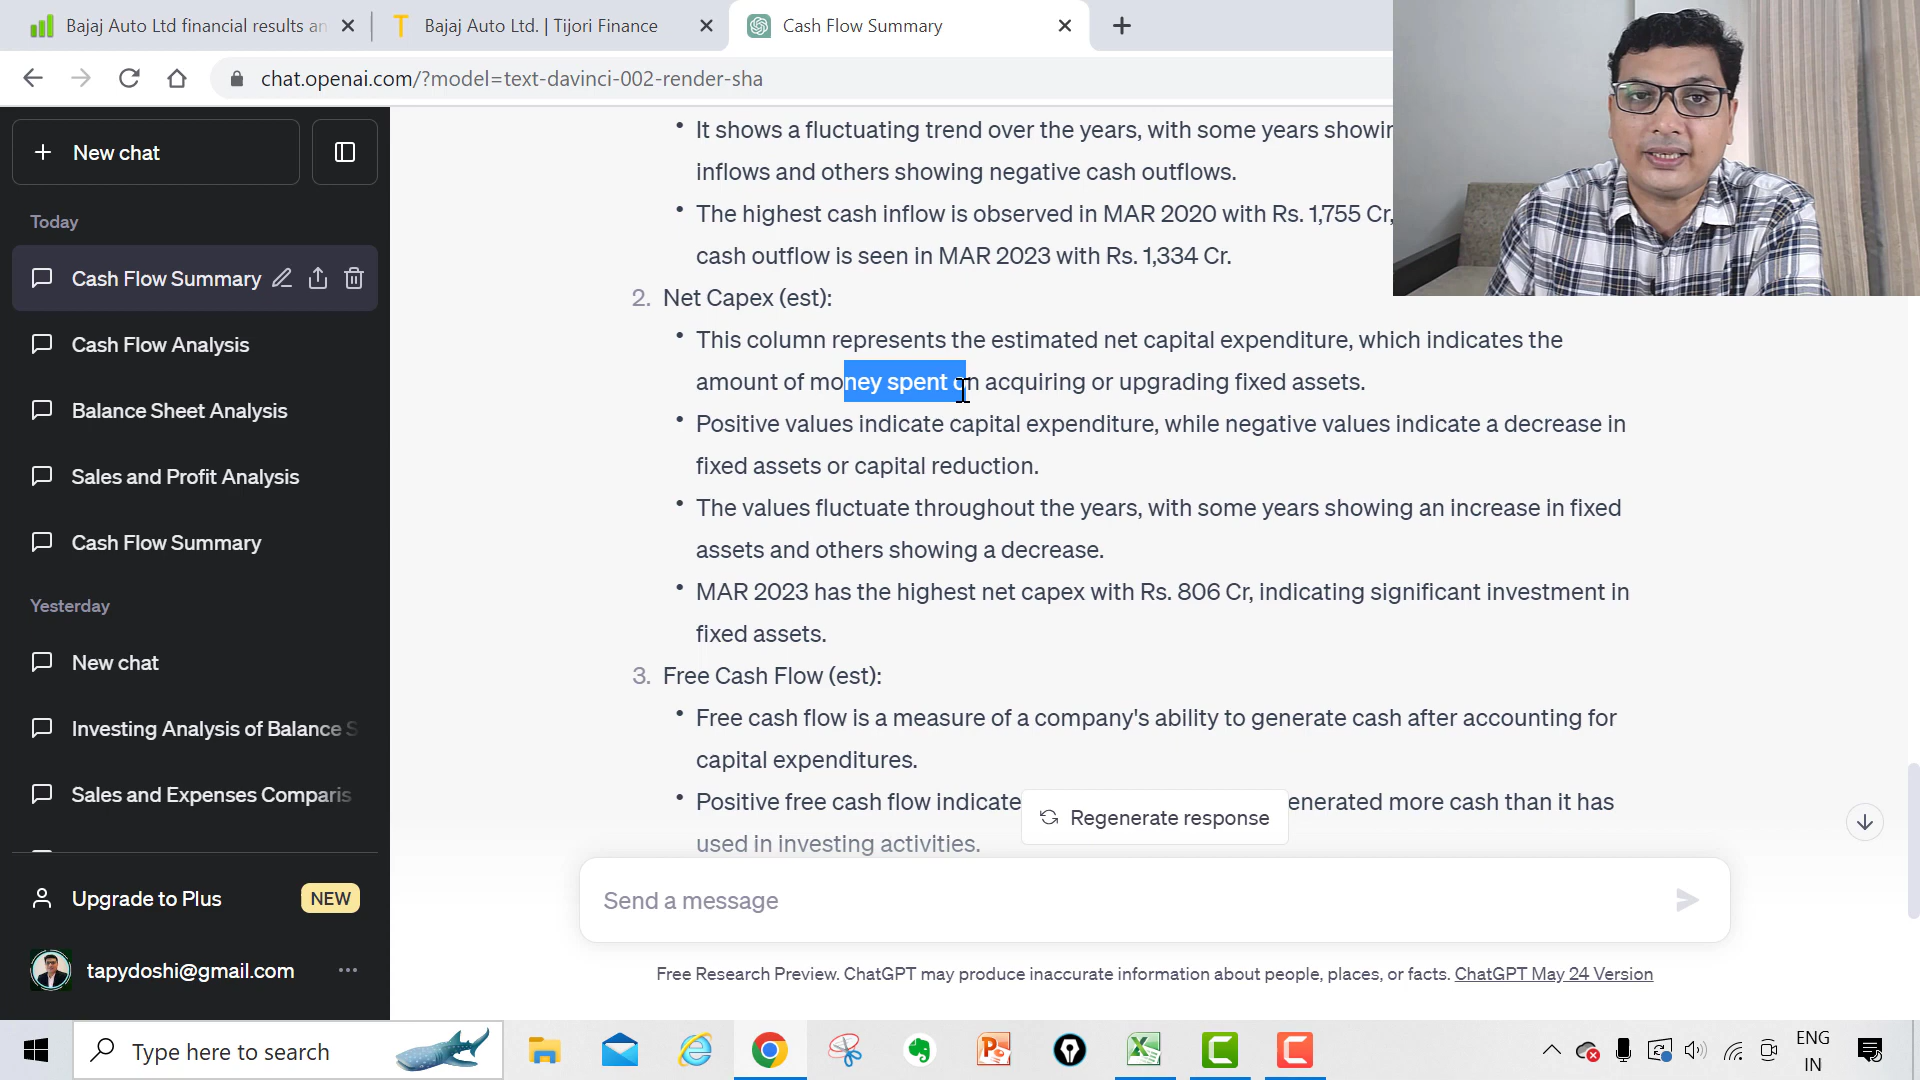 Bajaj Auto Ltd financial results an
Bajaj Auto Ltd. | Tijori Finance
Cash Flow Summary
chat.openai.com/?model=text-davinci-002-render-sha
New chat
Today
Cash Flow Summary
Cash Flow Analysis
Balance Sheet Analysis
Sales and Profit Analysis
Cash Flow Summary
Yesterday
New chat
Investing Analysis of Balance S
Sales and Expenses Comparis
Upgrade to Plus NEW
tapydoshi@gmail.com
• It shows a fluctuating trend over the years, with some years showin
inflows and others showing negative cash outflows.
• The highest cash inflow is observed in MAR 2020 with Rs. 1,755 Cr,
cash outflow is seen in MAR 2023 with Rs. 1,334 Cr.
2. Net Capex (est):
• This column represents the estimated net capital expenditure, which indicates the
amount of money spent on acquiring or upgrading fixed assets.
• Positive values indicate capital expenditure, while negative values indicate a decrease in
fixed assets or capital reduction.
• The values fluctuate throughout the years, with some years showing an increase in fixed
assets and others showing a decrease.
• MAR 2023 has the highest net capex with Rs. 806 Cr, indicating significant investment in
fixed assets.
3. Free Cash Flow (est):
• Free cash flow is a measure of a company's ability to generate cash after accounting for
capital expenditures.
• Positive free cash flow indicate enerated more cash than it has
used in investing activities.
Regenerate response
Send a message
Free Research Preview. ChatGPT may produce inaccurate information about people, places, or facts. ChatGPT May 24 Version
Type here to search
ENG
IN